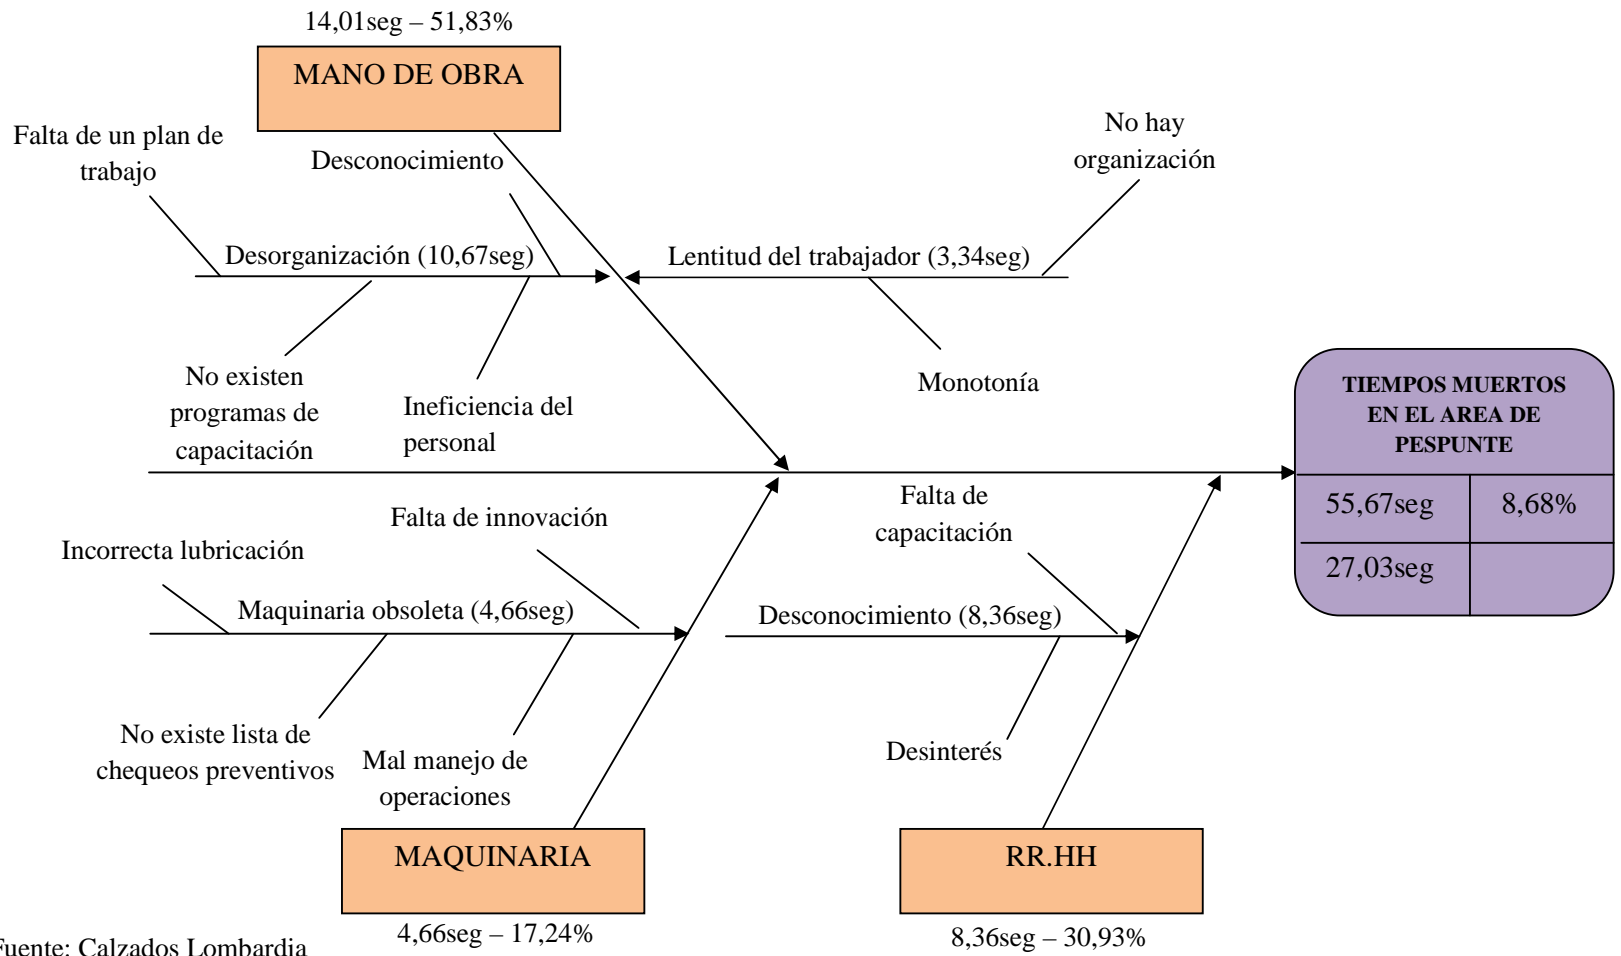 14,01seg – 51,83%
MANO DE OBRA
Falta de un plan de
trabajo
Desconocimiento
No hay
organización
Desorganización (10,67seg)
Lentitud del trabajador (3,34seg)
No existen
programas de
capacitación
Ineficiencia del
personal
Monotonía
TIEMPOS MUERTOS
EN EL AREA DE
PESPUNTE
55,67seg
8,68%
27,03seg
Falta de innovación
Incorrecta lubricación
Falta de
capacitación
Maquinaria obsoleta (4,66seg)
Desconocimiento (8,36seg)
No existe lista de
chequeos preventivos
Mal manejo de
operaciones
Desinterés
MAQUINARIA
RR.HH
4,66seg – 17,24%
8,36seg – 30,93%
Fuente: Calzados Lombardia